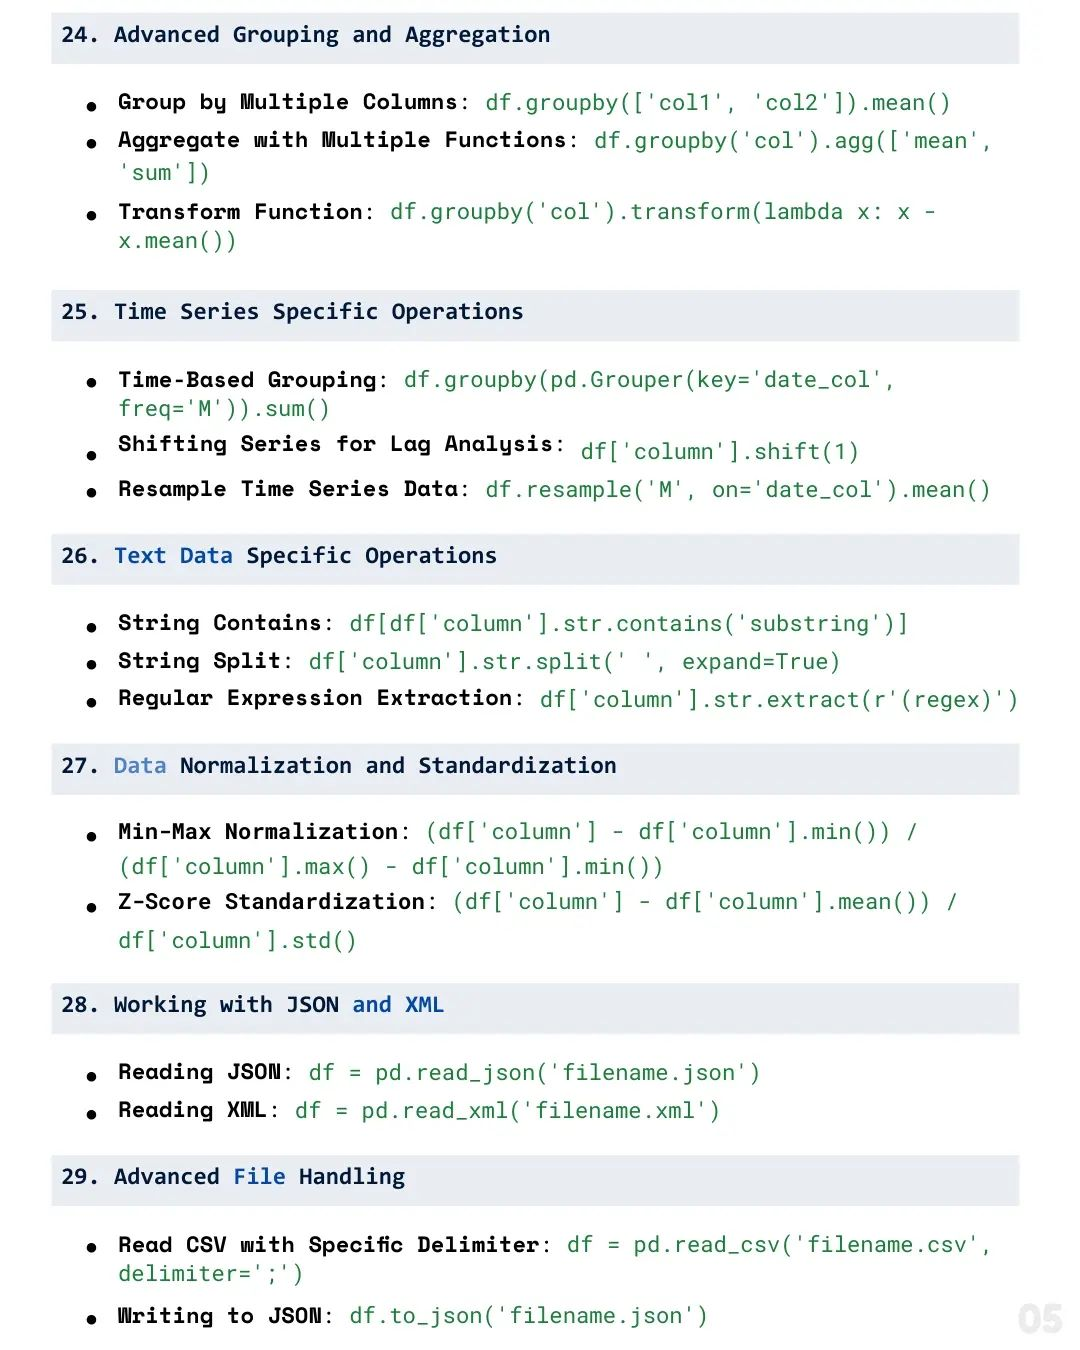 24. Advanced Grouping and Aggregation
● Group by Multiple Columns: df.groupby(['col1', 'col2']).mean()
● Aggregate with Multiple Functions: df.groupby('col').agg(['mean',
'sum'])
● Transform Function: df.groupby('col').transform(lambda x: x -
x.mean())
25. Time Series Specific Operations
● Time-Based Grouping: df.groupby(pd.Grouper(key='date_col',
freq='M')).sum()
● Shifting Series for Lag Analysis: df['column'].shift(1)
● Resample Time Series Data: df.resample('M', on='date_col').mean()
26. Text Data Specific Operations
● String Contains: df[df['column'].str.contains('substring')]
● String Split: df['column'].str.split(' ', expand=True)
● Regular Expression Extraction: df['column'].str.extract(r'(regex)')
27. Data Normalization and Standardization
● Min-Max Normalization: (df['column'] - df['column'].min()) /
(df['column'].max() - df['column'].min())
● Z-Score Standardization: (df['column'] - df['column'].mean()) /
df['column'].std()
28. Working with JSON and XML
● Reading JSON: df = pd.read_json('filename.json')
● Reading XML: df = pd.read_xml('filename.xml')
29. Advanced File Handling
● Read CSV with Specific Delimiter: df = pd.read_csv('filename.csv',
delimiter=';')
● Writing to JSON: df.to_json('filename.json')
05